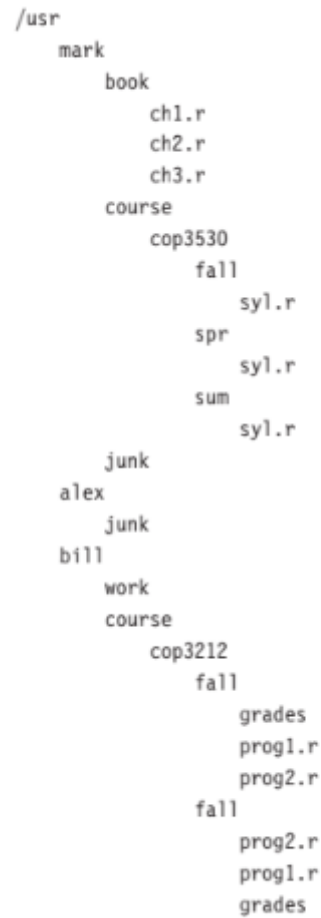 /usr
mark
book
ch1.r
ch2.r
ch3.r
course
cop3530
fall
syl.r
spr
syl.r
sum
syl.r
junk
alex
junk
bill
work
course
cop3212
fall
grades
prog1.r
prog2.r
fall
prog2.r
prog1.r
grades